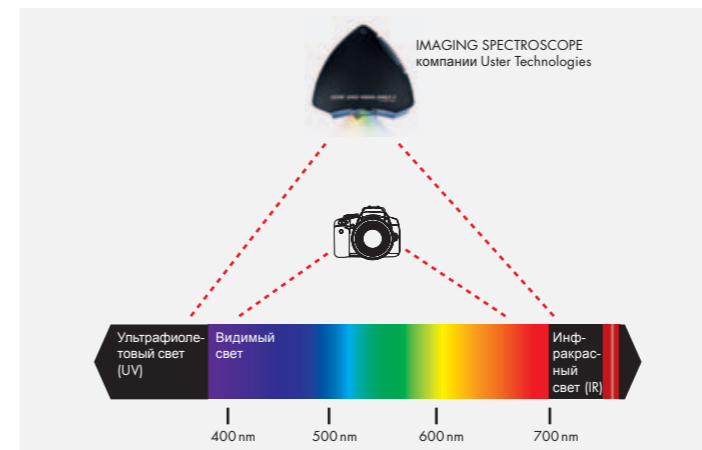 IMAGING SPECTROSCOPE
компании Uster Technologies
Ультрафиоле-
товый свет
(UV)
Видимый
свет
Инф-
ракрас-
ный
свет (IR)
400 nm
500 nm
600 nm
700 nm